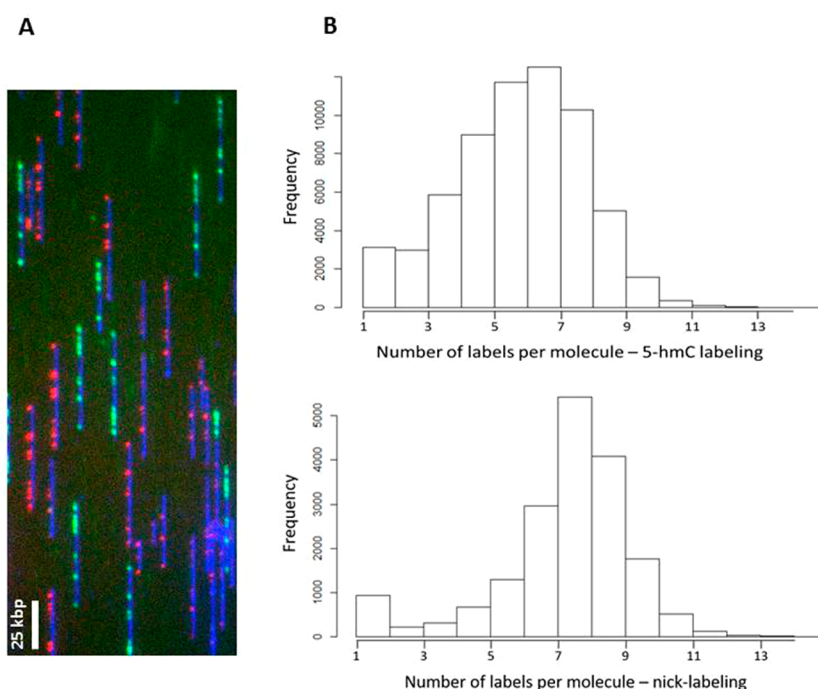 A
B
25 kbp
Frequency
0
2000
4000
6000
8000
10000
1 3 5 7 9 11 13
Number of labels per molecule – 5-hmC labeling
Frequency
0
1000
2000
3000
4000
5000
1 3 5 7 9 11 13
Number of labels per molecule – nick-labeling